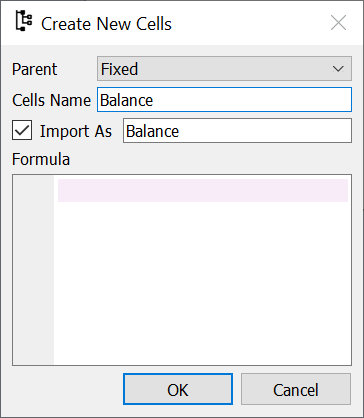 Create New Cells
Parent Fixed
Cells Name Balance
Import As Balance
Formula
OK Cancel